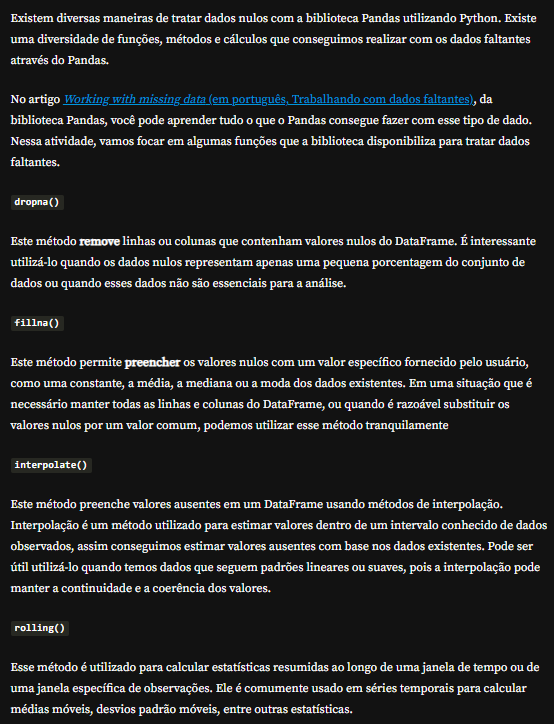 Existem diversas maneiras de tratar dados nulos com a biblioteca Pandas utilizando Python. Existe
uma diversidade de funções, métodos e cálculos que conseguimos realizar com os dados faltantes
através do Pandas.
No artigo Working with missing data (em português, Trabalhando com dados faltantes), da
biblioteca Pandas, você pode aprender tudo o que o Pandas consegue fazer com esse tipo de dado.
Nessa atividade, vamos focar em algumas funções que a biblioteca disponibiliza para tratar dados
faltantes.
dropna()
Este método remove linhas ou colunas que contenham valores nulos do DataFrame. É interessante
utilizá-lo quando os dados nulos representam apenas uma pequena porcentagem do conjunto de
dados ou quando esses dados não são essenciais para a análise.
fillna()
Este método permite preencher os valores nulos com um valor específico fornecido pelo usuário,
como uma constante, a média, a mediana ou a moda dos dados existentes. Em uma situação que é
necessário manter todas as linhas e colunas do DataFrame, ou quando é razoável substituir os
valores nulos por um valor comum, podemos utilizar esse método tranquilamente
interpolate()
Este método preenche valores ausentes em um DataFrame usando métodos de interpolação.
Interpolação é um método utilizado para estimar valores dentro de um intervalo conhecido de dados
observados, assim conseguimos estimar valores ausentes com base nos dados existentes. Pode ser
útil utilizá-lo quando temos dados que seguem padrões lineares ou suaves, pois a interpolação pode
manter a continuidade e a coerência dos valores.
rolling()
Esse método é utilizado para calcular estatísticas resumidas ao longo de uma janela de tempo ou de
uma janela específica de observações. Ele é comumente usado em séries temporais para calcular
médias móveis, desvios padrão móveis, entre outras estatísticas.